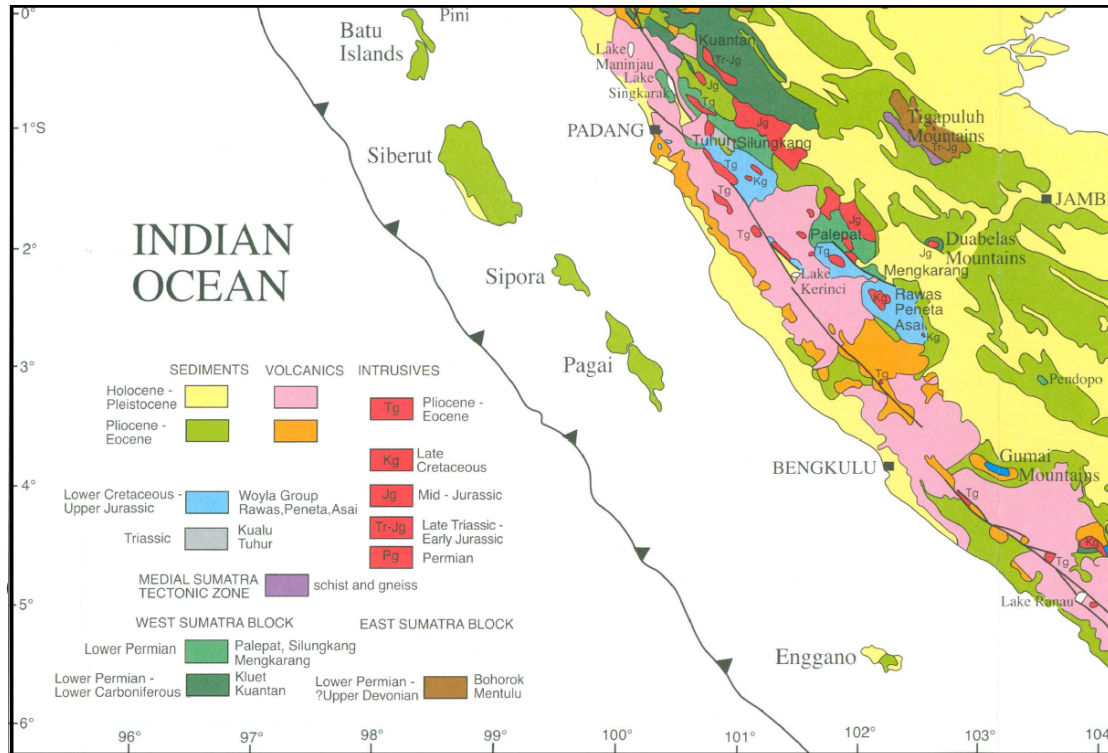 0°
1°S
2°
3°
4°
5°
6°
96°
97°
98°
99°
100°
101°
102°
103°
104
Batu
Islands
Pini
Siberut
Sipora
Pagai
Enggano
INDIAN
OCEAN
Lake
Maninjau
Lake
Singkarak
PADANG
Kuantan
Tr-Jg
Jg
Tg
Jg
Tuhur
Silungkang
Tg
Kg
Tg
Tg
Palepat
Jg
Tg
Lake
Kerinci
Mengkarang
Kg
Rawas
Peneta
Asai
Kg
Tigapuluh
Mountains
Tr-Jg
JAMB
Jg
Duabelas
Mountains
Pendopo
Tg
BENGKULU
Gumai
Mountains
Tg
Kg
Tg
Lake Ranau
SEDIMENTS VOLCANICS INTRUSIVES
Holocene -
Pleistocene
Pliocene -
Eocene
Tg Pliocene -
Eocene
Kg Late
Cretaceous
Lower Cretaceous -
Upper Jurassic
Woyla Group
Rawas,Peneta,Asai
Jg Mid - Jurassic
Triassic
Kualu
Tuhur
Tr-Jg Late Triassic -
Early Jurassic
Pg Permian
MEDIAL SUMATRA
TECTONIC ZONE
schist and gneiss
WEST SUMATRA BLOCK
EAST SUMATRA BLOCK
Lower Permian
Palepat, Silungkang
Mengkarang
Lower Permian -
Lower Carboniferous
Kluet
Kuantan
Lower Permian -
?Upper Devonian
Bohorok
Mentulu